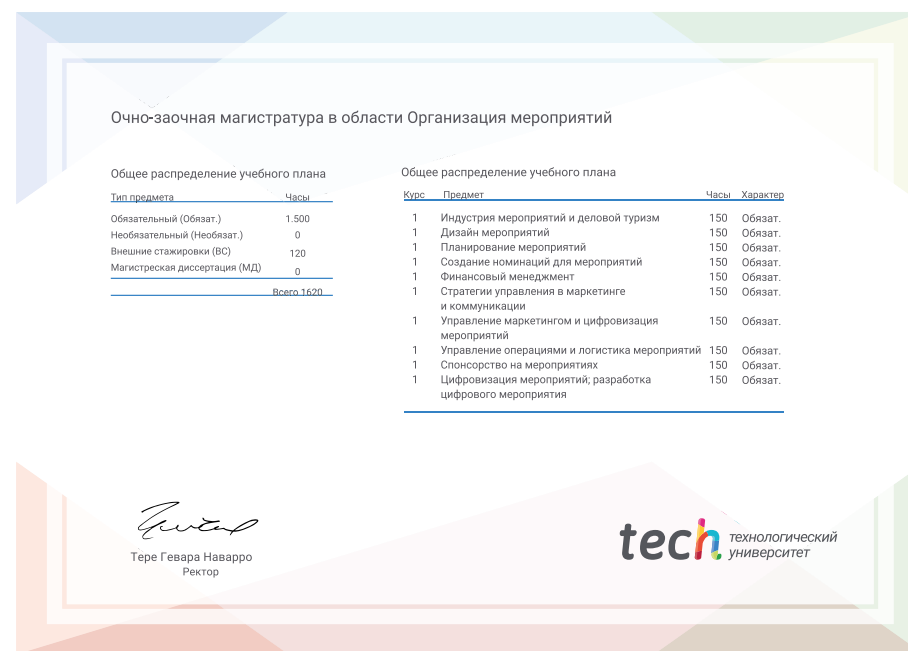 Очно-заочная магистратура в области Организация мероприятий
Общее распределение учебного плана
Тип предмета Часы
Обязательный (Обязат.) 1.500
Необязательный (Необязат.) 0
Внешние стажировки (ВС) 120
Магистреская диссертация (МД) 0
Всего 1620
Общее распределение учебного плана
Курс Предмет Часы Характер
1 Индустрия мероприятий и деловой туризм 150 Обязат.
1 Дизайн мероприятий 150 Обязат.
1 Планирование мероприятий 150 Обязат.
1 Создание номинаций для мероприятий 150 Обязат.
1 Финансовый менеджмент 150 Обязат.
1 Стратегии управления в маркетинге 150 Обязат.
и коммуникации
1 Управление маркетингом и цифровизация 150 Обязат.
мероприятий
1 Управление операциями и логистика мероприятий 150 Обязат.
1 Спонсорство на мероприятиях 150 Обязат.
1 Цифровизация мероприятий; разработка 150 Обязат.
цифрового мероприятия
Тере Гевара Наварро
Ректор
tech технологический
университет